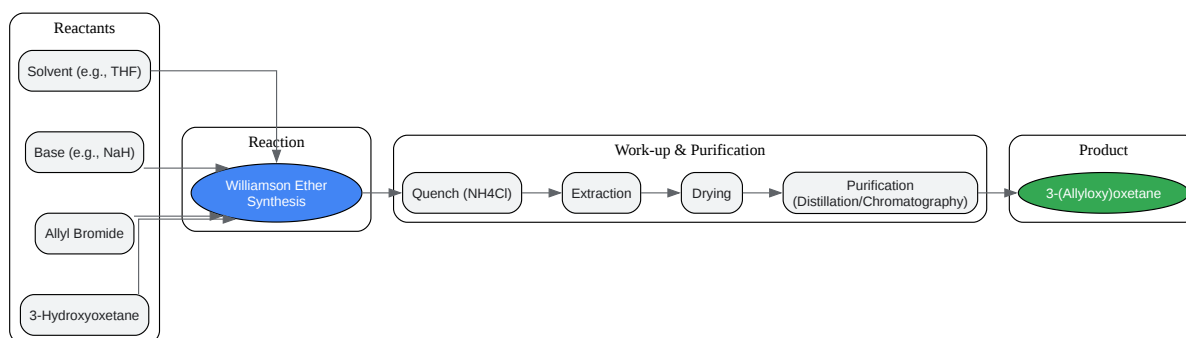 Reactants
Solvent (e.g., THF)
Base (e.g., NaH)
Allyl Bromide
3-Hydroxyoxetane
Reaction
Williamson Ether
Synthesis
Work-up & Purification
Quench (NH4Cl)
Extraction
Drying
Purification
(Distillation/Chromatography)
Product
3-(Allyloxy)oxetane